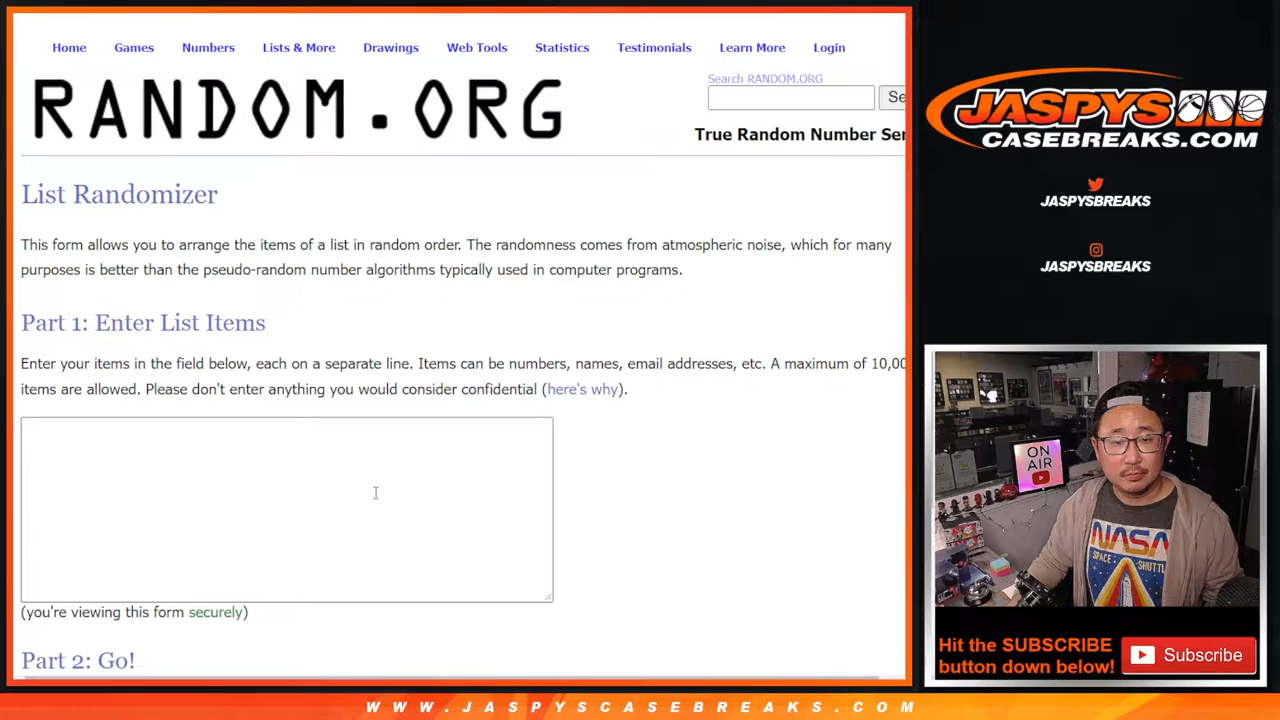 Home Games Numbers Lists & More Drawings Web Tools Statistics Testimonials Learn More Login
RANDOM.ORG
Search RANDOM.ORG
Se
True Random Number Ser
List Randomizer
This form allows you to arrange the items of a list in random order. The randomness comes from atmospheric noise, which for many
purposes is better than the pseudo-random number algorithms typically used in computer programs.
Part 1: Enter List Items
Enter your items in the field below, each on a separate line. Items can be numbers, names, email addresses, etc. A maximum of 10,00
items are allowed. Please don't enter anything you would consider confidential (here's why).
(you're viewing this form securely)
Part 2: Go!
JASPYS
CASEBREAKS.COM
JASPYSBREAKS
JASPYSBREAKS
ON
AIR
NASA
SPACE SHUTTLE
Hit the SUBSCRIBE
button down below!
Subscribe
WWW.JASPYSCASEBREAKS.COM